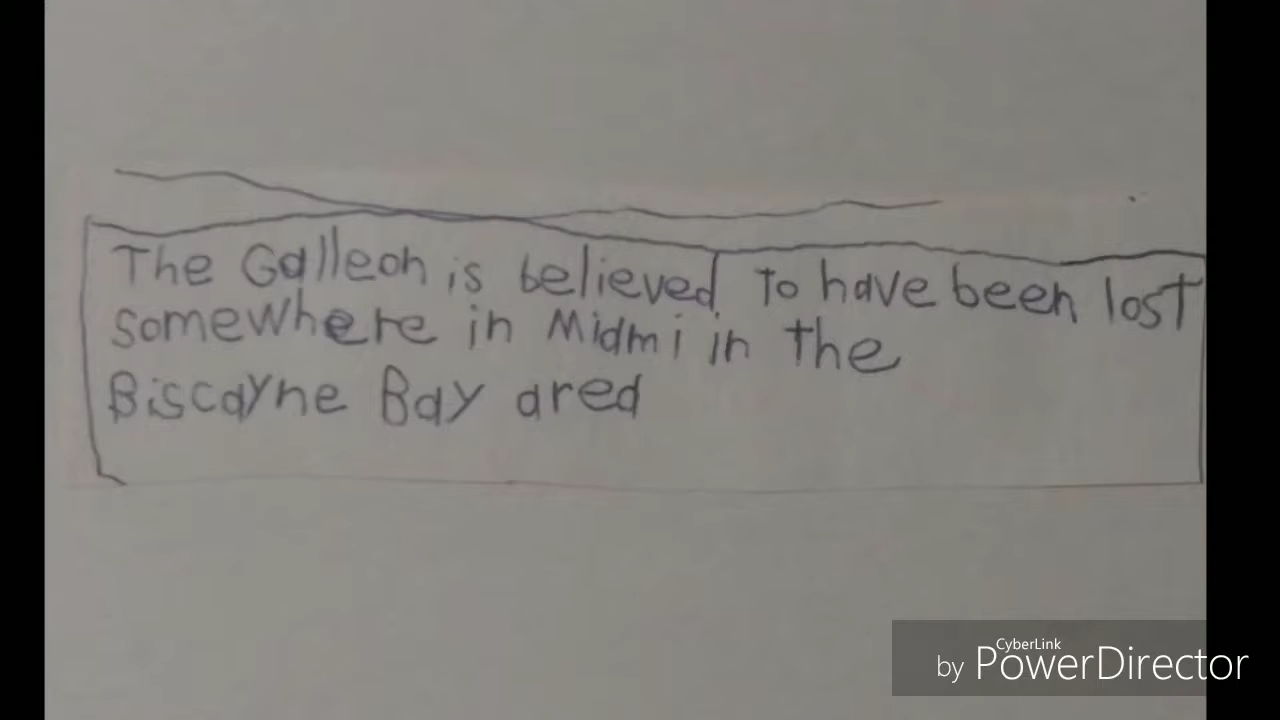 The Galleon is believed to have been lost
somewhere in Miami in the
Biscayne Bay area
CyberLink
by PowerDirector